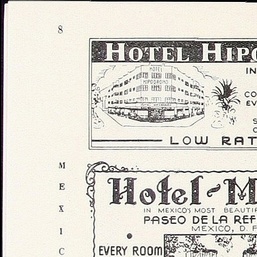 8
HOTEL HIPO
IN
CO
EV
S
LOW RAT
M
E
X
I
C
Hotel-M
IN MEXICO'S MOST BEAUTI
PASEO DE LA REF
MEXICO, D. F
EVERY ROOM